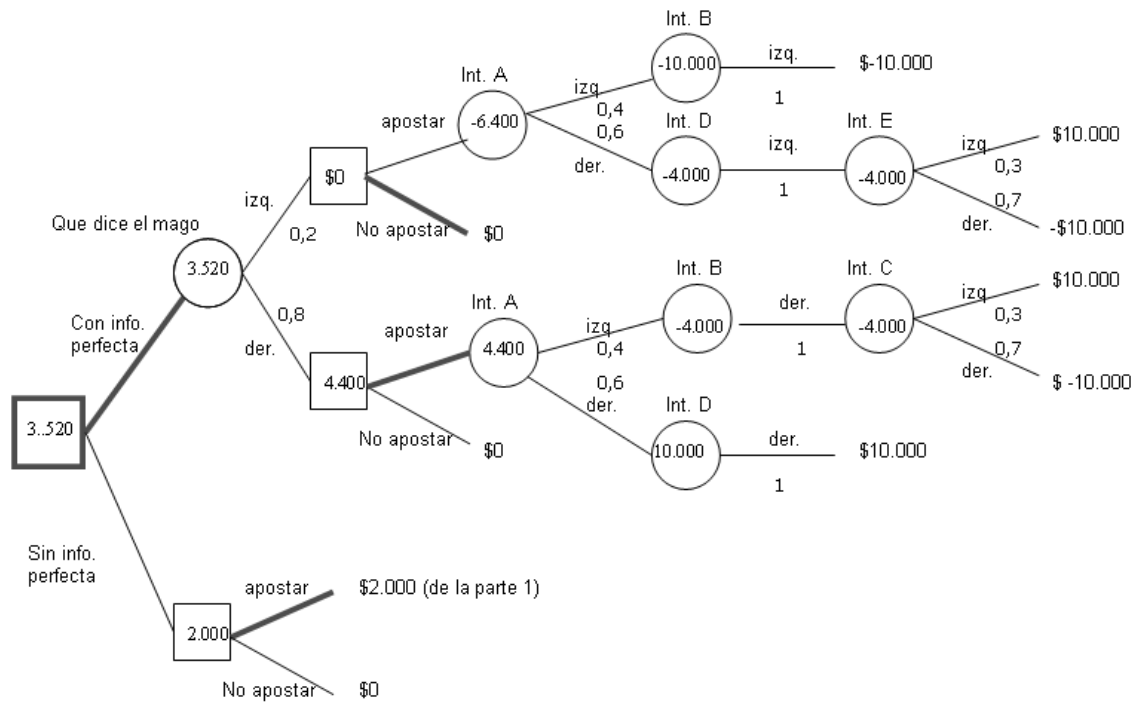 Int. B
izq.
$-10.000
-10.000
1
Int. A
izq
0,4
apostar
-6.400
0,6
der.
Int. D
-4.000
izq.
1
Int. E
-4.000
izq
$10.000
0,3
0,7
der.
-$10.000
$0
izq.
0,2
No apostar
$0
Que dice el mago
3.520
Con info.
perfecta
0,8
der.
Int. A
apostar
4.400
4.400
izq
0,4
0,6
der.
Int. B
-4.000
der.
1
Int. C
-4.000
izq
$10.000
0,3
0,7
der.
$ -10.000
No apostar
$0
Int. D
10.000
der.
$10.000
1
3..520
Sin info.
perfecta
2.000
apostar
$2.000 (de la parte 1)
No apostar
$0